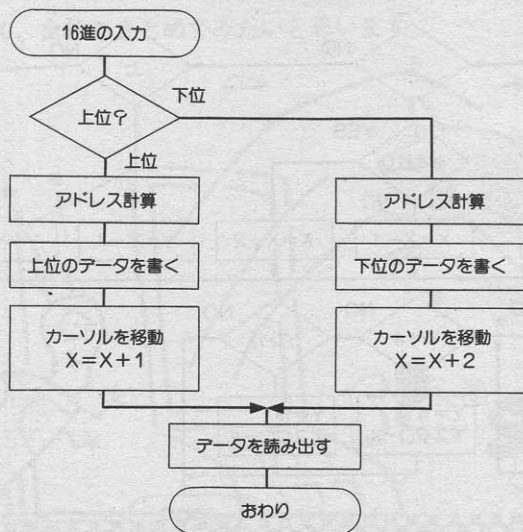 16進の入力
上位?
下位
上位
アドレス計算
上位のデータを書く
カーソルを移動
X=X+1
アドレス計算
下位のデータを書く
カーソルを移動
X=X+2
データを読み出す
おわり